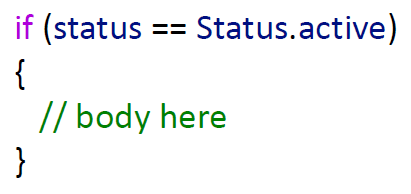 if (status == Status.active)
{
   // body here
}